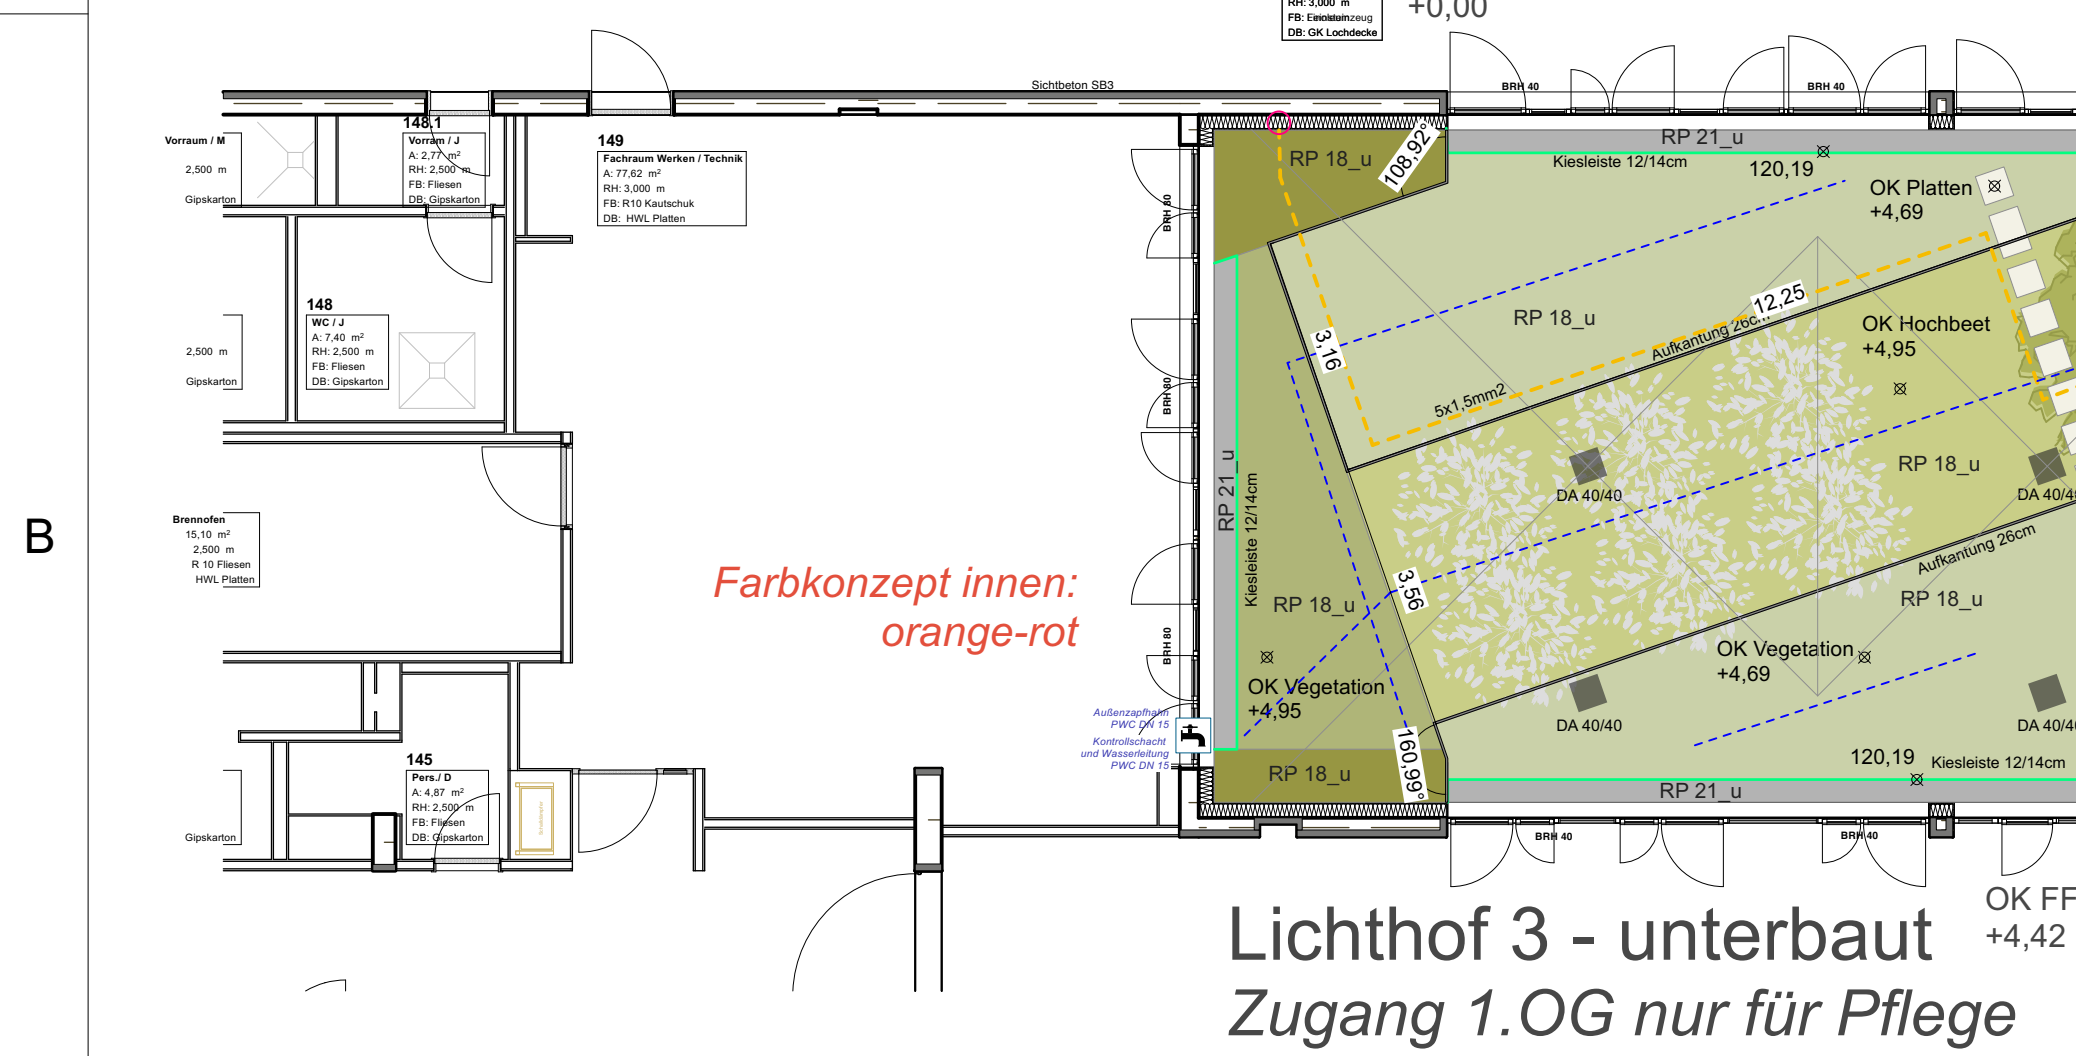 RH: 3,000 m
DB: GK Lochdecke
+0,00
Sichtbeton SB3
BRH 40
BRH 40
148.1
Vorram / J
A: 2,77 m²
RH: 2,500 m
FB: Fliesen
DB: Gipskarton
Vorraum / M
2,500 m
Gipskarton
149
Fachraum Werken / Technik
A: 77,62 m²
RH: 3,000 m
FB: R10 Kautschuk
DB: HWL Platten
RP 18_u
108,92°
RP 21_u
Kiesleiste 12/14cm
120,19
OK Platten
+4,69
BRH 80
148
WC / J
A: 7,40 m²
RH: 2,500 m
FB: Fliesen
DB: Gipskarton
2,500 m
Gipskarton
3,16
RP 18_u
12,25
Aufkantung 26cm
OK Hochbeet
+4,95
BRH 80
5x1,5mm2
RP 18_u
DA 40/40
DA 40/4
B
Brennofen
15,10 m²
2,500 m
R 10 Fliesen
HWL Platten
Farbkonzept innen:
orange-rot
RP 21_u
Kiesleiste 12/14cm
RP 18_u
3,56
Aufkantung 26cm
RP 18_u
BRH 80
OK Vegetation
+4,95
OK Vegetation
+4,69
Außenzapfhahn
PWC DN 15
Kontrollschacht
und Wasserleitung
PWC DN 15
DA 40/40
DA 40/4
145
Pers./ D
A: 4,87 m²
RH: 2,500 m
FB: Fliesen
DB: Gipskarton
Gipskarton
RP 18_u
160,99°
120,19
Kiesleiste 12/14cm
RP 21_u
BRH 40
BRH 40
Lichthof 3 - unterbaut
OK FF
+4,42
Zugang 1.OG nur für Pflege